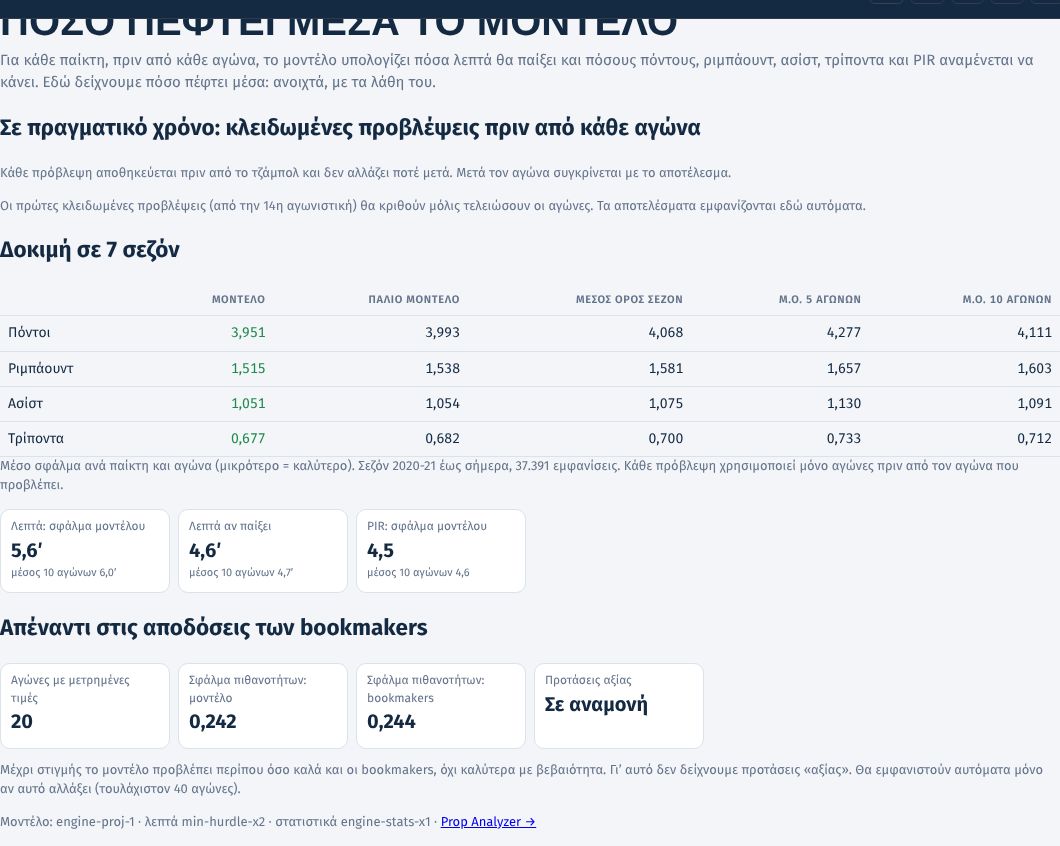 ΠΟΣΟ ΠΕΦΤΕΙ ΜΕΣΑ ΤΟ ΜΟΝΤΕΛΟ
Για κάθε παίκτη, πριν από κάθε αγώνα, το μοντέλο υπολογίζει πόσα λεπτά θα παίξει και πόσους πόντους, ριμπάουντ, ασίστ, τρίποντα και PIR αναμένεται να
κάνει. Εδώ δείχνουμε πόσο πέφτει μέσα: ανοιχτά, με τα λάθη του.
Σε πραγματικό χρόνο: κλειδωμένες προβλέψεις πριν από κάθε αγώνα
Κάθε πρόβλεψη αποθηκεύεται πριν από το τζάμπολ και δεν αλλάζει ποτέ μετά. Μετά τον αγώνα συγκρίνεται με το αποτέλεσμα.
Οι πρώτες κλειδωμένες προβλέψεις (από την 14η αγωνιστική) θα κριθούν μόλις τελειώσουν οι αγώνες. Τα αποτελέσματα εμφανίζονται εδώ αυτόματα.
Δοκιμή σε 7 σεζόν
ΜΟΝΤΕΛΟ ΠΑΛΙΟ ΜΟΝΤΕΛΟ ΜΕΣΟΣ ΟΡΟΣ ΣΕΖΟΝ Μ.Ο. 5 ΑΓΩΝΩΝ Μ.Ο. 10 ΑΓΩΝΩΝ
Πόντοι 3,951 3,993 4,068 4,277 4,111
Ριμπάουντ 1,515 1,538 1,581 1,657 1,603
Ασίστ 1,051 1,054 1,075 1,130 1,091
Τρίποντα 0,677 0,682 0,700 0,733 0,712
Μέσο σφάλμα ανά παίκτη και αγώνα (μικρότερο = καλύτερο). Σεζόν 2020-21 έως σήμερα, 37.391 εμφανίσεις. Κάθε πρόβλεψη χρησιμοποιεί μόνο αγώνες πριν από τον αγώνα που
προβλέπει.
Λεπτά: σφάλμα μοντέλου
5,6′
μέσος 10 αγώνων 6,0′
Λεπτά αν παίξει
4,6′
μέσος 10 αγώνων 4,7′
PIR: σφάλμα μοντέλου
4,5
μέσος 10 αγώνων 4,6
Απέναντι στις αποδόσεις των bookmakers
Αγώνες με μετρημένες
τιμές
20
Σφάλμα πιθανοτήτων:
μοντέλο
0,242
Σφάλμα πιθανοτήτων:
bookmakers
0,244
Προτάσεις αξίας
Σε αναμονή
Μέχρι στιγμής το μοντέλο προβλέπει περίπου όσο καλά και οι bookmakers, όχι καλύτερα με βεβαιότητα. Γι’ αυτό δεν δείχνουμε προτάσεις «αξίας». Θα εμφανιστούν αυτόματα μόνο
αν αυτό αλλάξει (τουλάχιστον 40 αγώνες).
Μοντέλο: engine-proj-1 · λεπτά min-hurdle-x2 · στατιστικά engine-stats-x1 · Prop Analyzer →